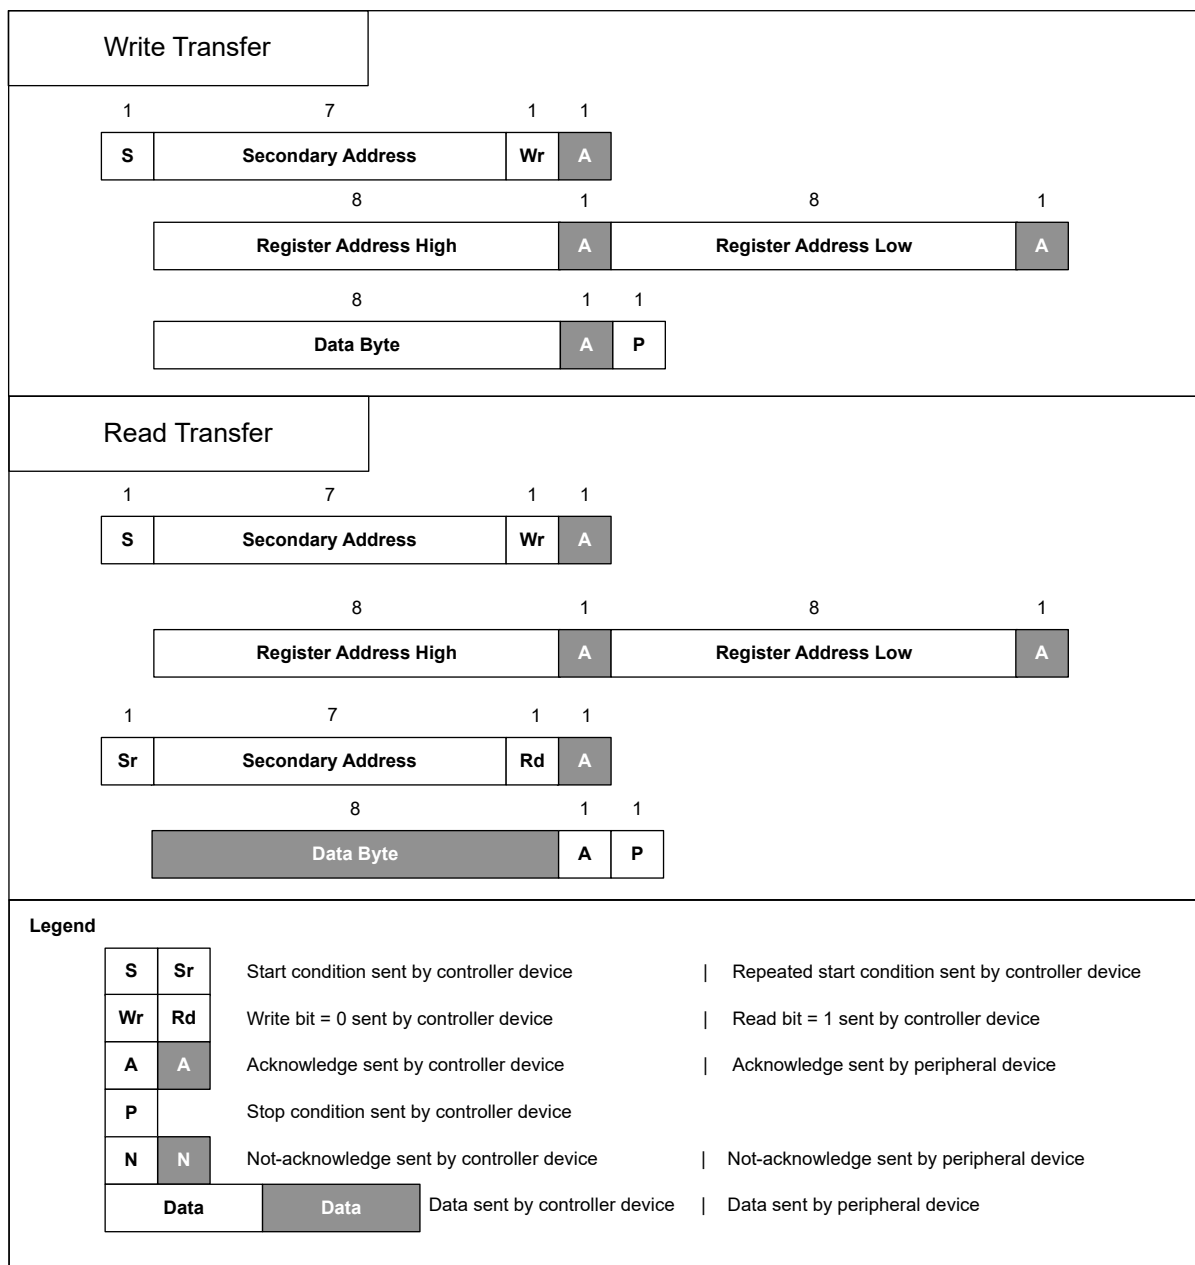 Write Transfer
1 7 1 1
S Secondary Address Wr A
8 1 8 1
Register Address High A Register Address Low A
8 1 1
Data Byte A P
Read Transfer
1 7 1 1
S Secondary Address Wr A
8 1 8 1
Register Address High A Register Address Low A
1 7 1 1
Sr Secondary Address Rd A
8 1 1
Data Byte A P
Legend
S Sr Start condition sent by controller device | Repeated start condition sent by controller device
Wr Rd Write bit = 0 sent by controller device | Read bit = 1 sent by controller device
A A Acknowledge sent by controller device | Acknowledge sent by peripheral device
P Stop condition sent by controller device
N N Not-acknowledge sent by controller device | Not-acknowledge sent by peripheral device
Data Data Data sent by controller device | Data sent by peripheral device